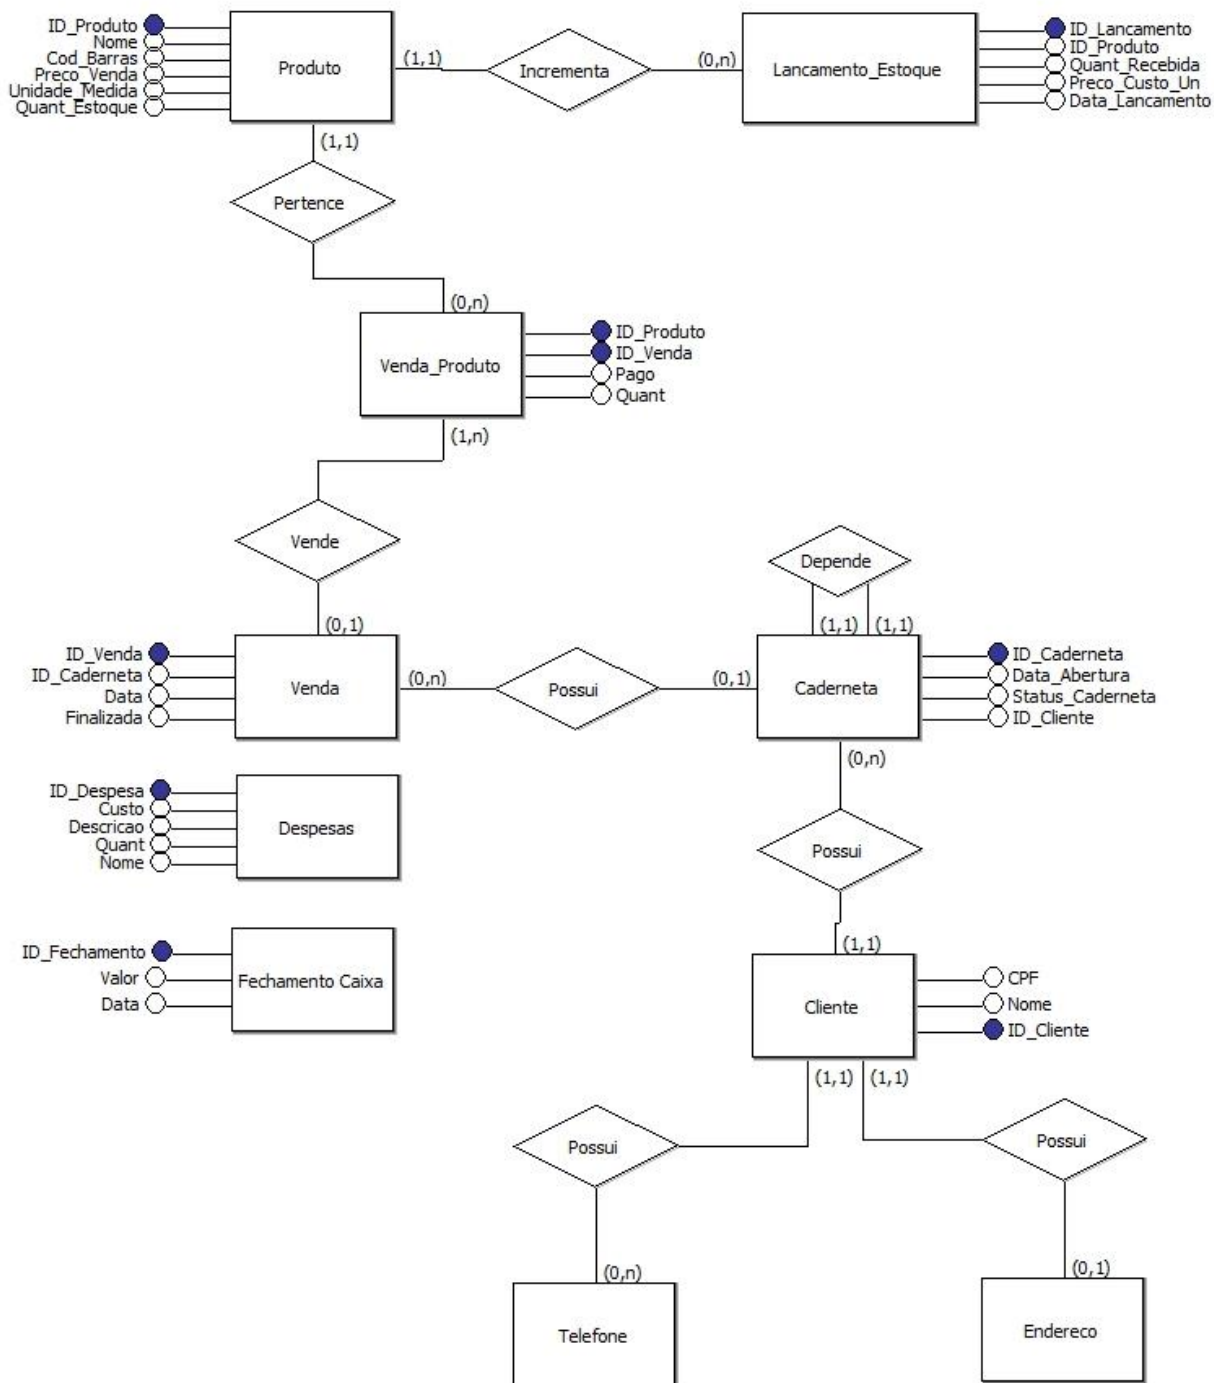 ID_Produto
Nome
Cod_Barras
Preco_Venda
Unidade_Medida
Quant_Estoque
Produto
(1,1)
Incrementa
(0,n)
Lancamento_Estoque
ID_Lancamento
ID_Produto
Quant_Recebida
Preco_Custo_Un
Data_Lancamento
(1,1)
Pertence
(0,n)
Venda_Produto
ID_Produto
ID_Venda
Pago
Quant
(1,n)
Vende
(0,1)
Depende
(1,1)
(1,1)
ID_Venda
ID_Caderneta
Data
Finalizada
Venda
(0,n)
Possui
(0,1)
Caderneta
ID_Caderneta
Data_Abertura
Status_Caderneta
ID_Cliente
(0,n)
ID_Despesa
Custo
Descricao
Quant
Nome
Despesas
Possui
(1,1)
ID_Fechamento
Valor
Data
Fechamento Caixa
Cliente
CPF
Nome
ID_Cliente
(1,1)
(1,1)
Possui
Possui
(0,n)
(0,1)
Telefone
Endereco